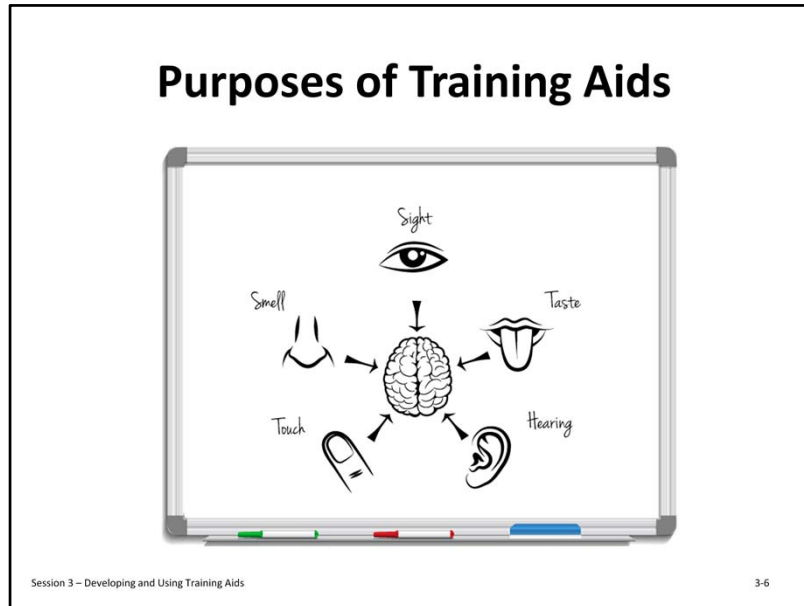 Purposes of Training Aids
Sight
Smell
Taste
Touch
Hearing
Session 3 – Developing and Using Training Aids
3-6